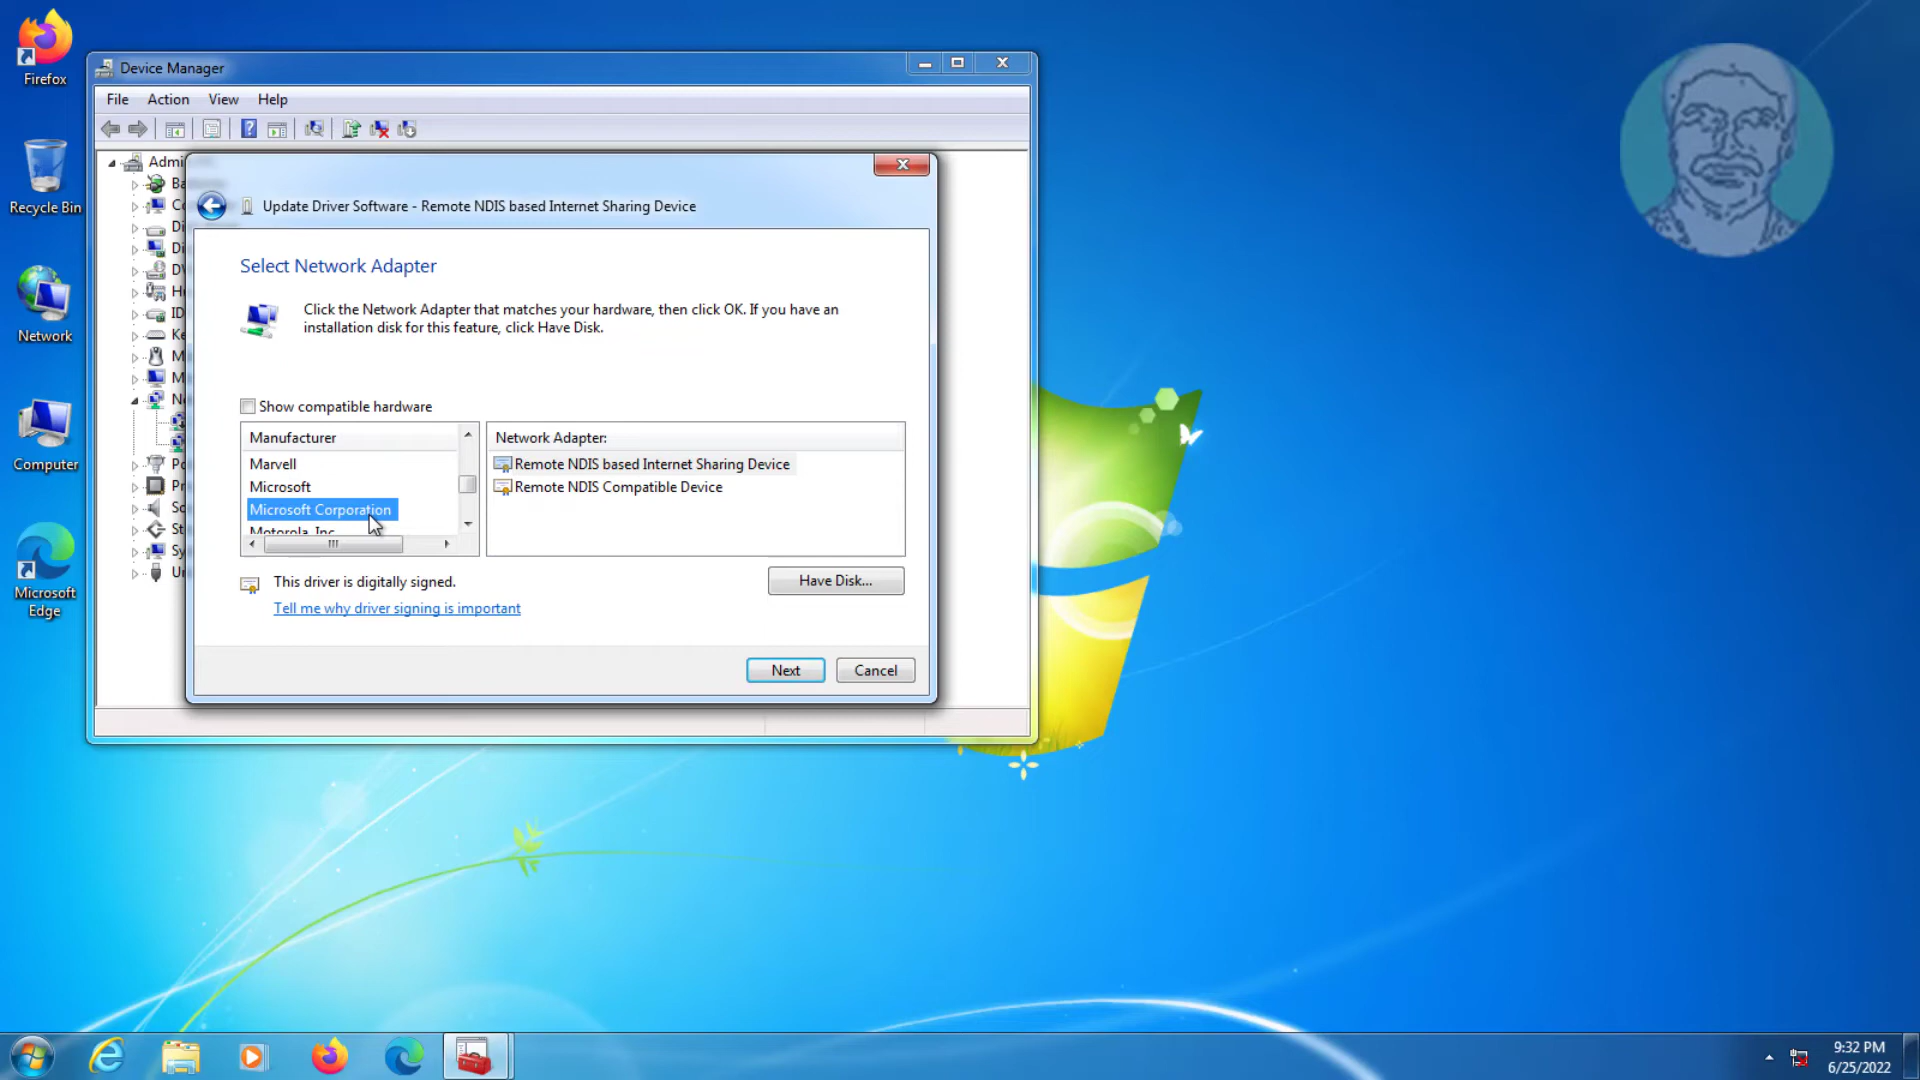 Firefox
Recycle Bin
Network
Computer
Microsoft
Edge
Device Manager
File Action View Help
Update Driver Software - Remote NDIS based Internet Sharing Device
Select Network Adapter
Click the Network Adapter that matches your hardware, then click OK. If you have an
installation disk for this feature, click Have Disk.
Show compatible hardware
Manufacturer
Marvell
Microsoft
Microsoft Corporation
Motorola, Inc.
Network Adapter:
Remote NDIS based Internet Sharing Device
Remote NDIS Compatible Device
This driver is digitally signed.
Tell me why driver signing is important
Have Disk...
Next
Cancel
9:32 PM
6/25/2022